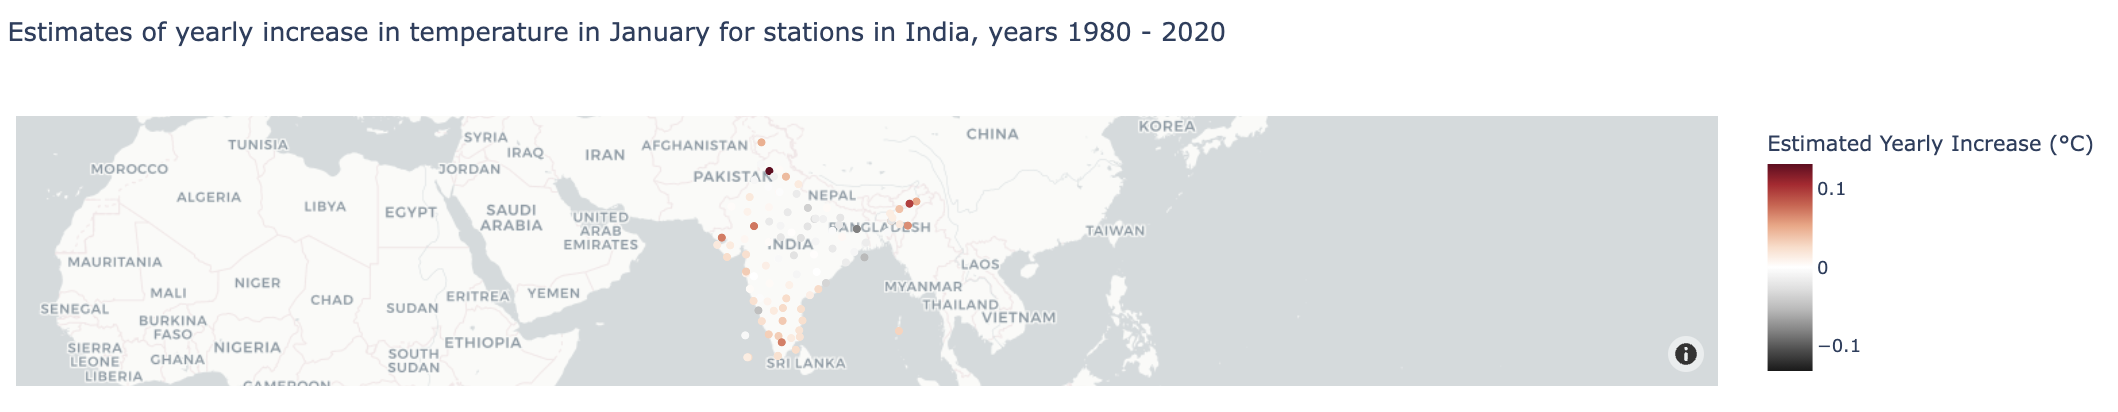 Estimates of yearly increase in temperature in January for stations in India, years 1980 - 2020
TUNISIA
MOROCCO
ALGERIA
LIBYA
EGYPT
SYRIA
IRAQ
JORDAN
IRAN
AFGHANISTAN
PAKISTAN
SAUDI
ARABIA
UNITED
ARAB
EMIRATES
NEPAL
BANGLADESH
INDIA
CHINA
KOREA
TAIWAN
MAURITANIA
MALI
NIGER
CHAD
SUDAN
ERITREA
YEMEN
LAOS
MYANMAR
THAILAND
VIETNAM
SENEGAL
BURKINA
FASO
SIERRA
LEONE
GHANA
NIGERIA
LIBERIA
CAMEROON
SOUTH
SUDAN
ETHIOPIA
SRI LANKA
Estimated Yearly Increase (°C)
0.1
0
−0.1